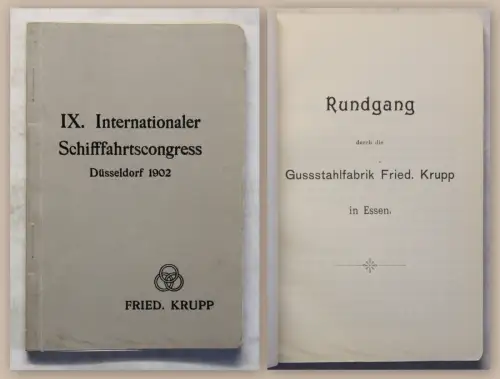 IX. Internationaler
Schifffahrtscongress
Düsseldorf 1902
FRIED. KRUPP
Rundgang
durch die
Gussstahlfabrik Fried. Krupp
in Essen.